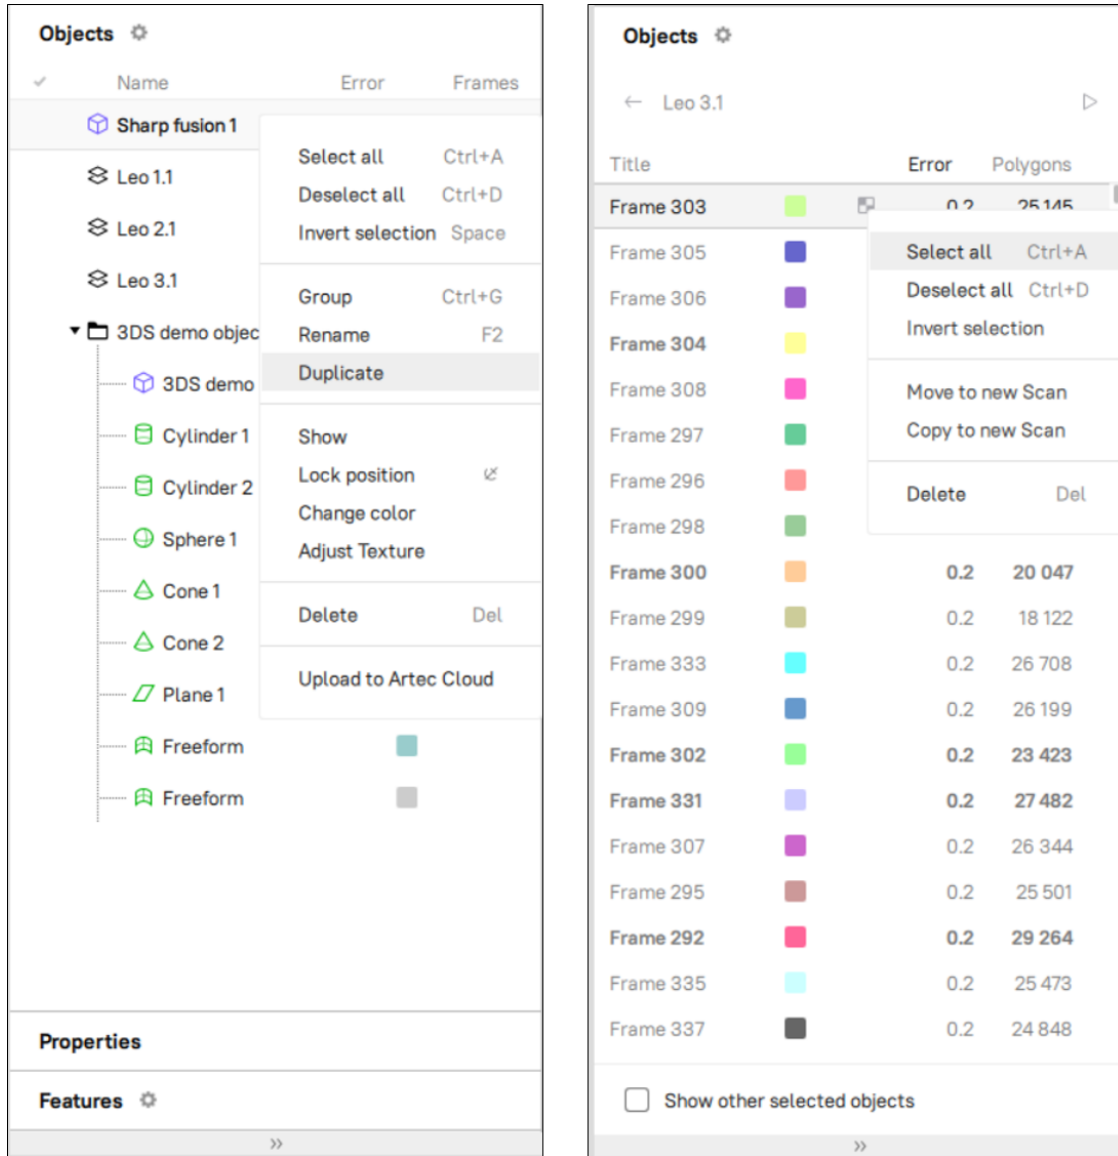 Objects
Name Error Frames
Sharp fusion 1
Leo 1.1
Leo 2.1
Leo 3.1
3DS demo objec
3DS demo
Cylinder 1
Cylinder 2
Sphere 1
Cone 1
Cone 2
Plane 1
Freeform
Freeform
Select all Ctrl+A
Deselect all Ctrl+D
Invert selection Space
Group Ctrl+G
Rename F2
Duplicate
Show
Lock position
Change color
Adjust Texture
Delete Del
Upload to Artec Cloud
Properties
Features
Objects
Leo 3.1
Title Error Polygons
Frame 303 0.2 25 145
Frame 305
Frame 306
Frame 304
Frame 308
Frame 297
Frame 296
Frame 298
Frame 300 0.2 20 047
Frame 299 0.2 18 122
Frame 333 0.2 26 708
Frame 309 0.2 26 199
Frame 302 0.2 23 423
Frame 331 0.2 27 482
Frame 307 0.2 26 344
Frame 295 0.2 25 501
Frame 292 0.2 29 264
Frame 335 0.2 25 473
Frame 337 0.2 24 848
Select all Ctrl+A
Deselect all Ctrl+D
Invert selection
Move to new Scan
Copy to new Scan
Delete Del
Show other selected objects